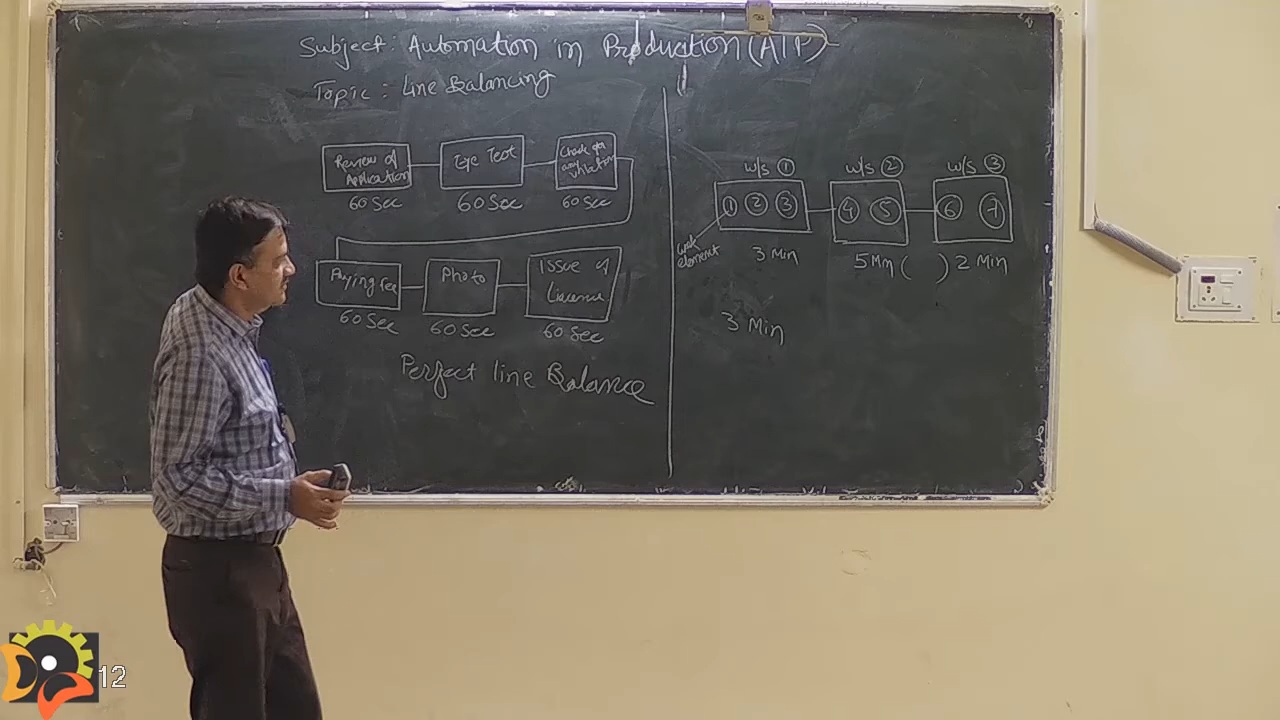 Subject: Automation in Production (AIP)
Topic: Line Balancing
Review of Application
60 Sec
Eye Test
60 Sec
Check for any vilation
60 Sec
Paying Fee
60 Sec
Photo
60 Sec
Issue of Liacense
60 Sec
Perfect line Balance
W/S ①
W/S ②
W/S ③
1 2 3
4 5
6 7
work element
3 Min
5 Min ( )
2 Min
3 Min
12